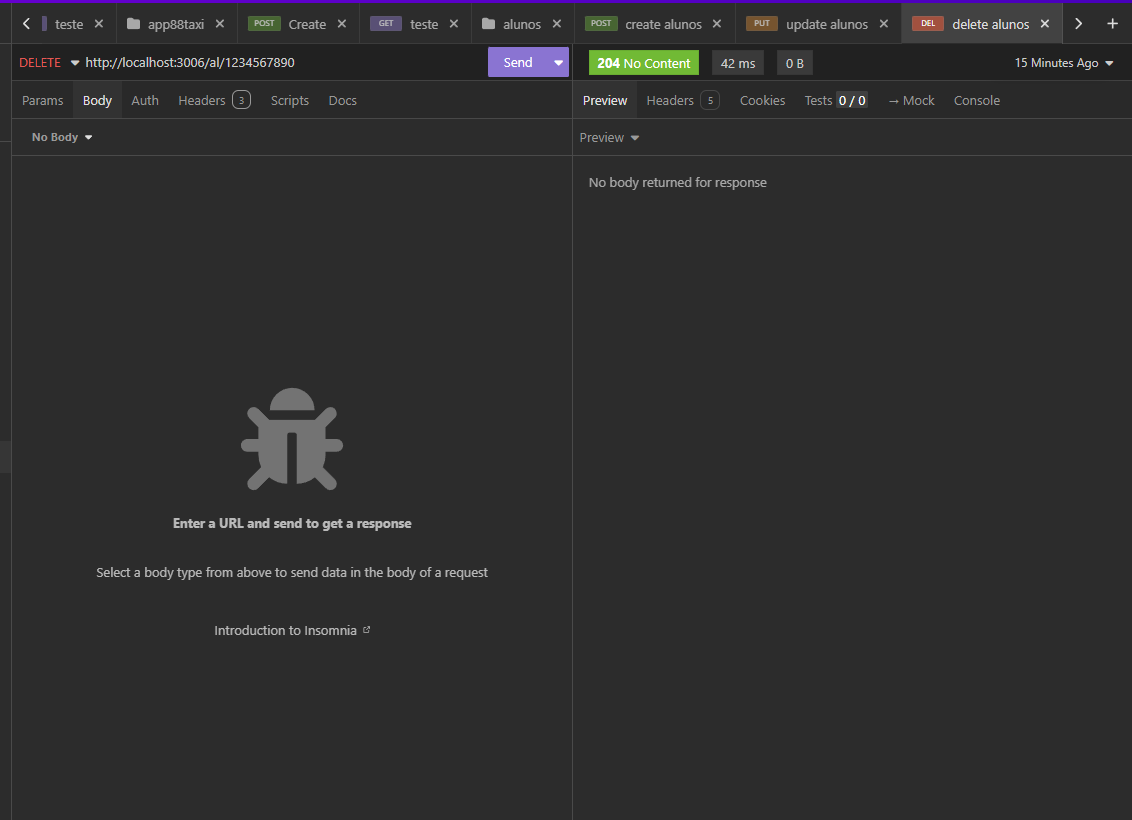 teste app88taxi POST Create GET teste alunos POST create alunos PUT update alunos DEL delete alunos
DELETE http://localhost:3006/al/1234567890 Send 204 No Content 42 ms 0 B 15 Minutes Ago
Params Body Auth Headers 3 Scripts Docs Preview Headers 5 Cookies Tests 0 / 0 → Mock Console
No Body Preview
No body returned for response
Enter a URL and send to get a response
Select a body type from above to send data in the body of a request
Introduction to Insomnia